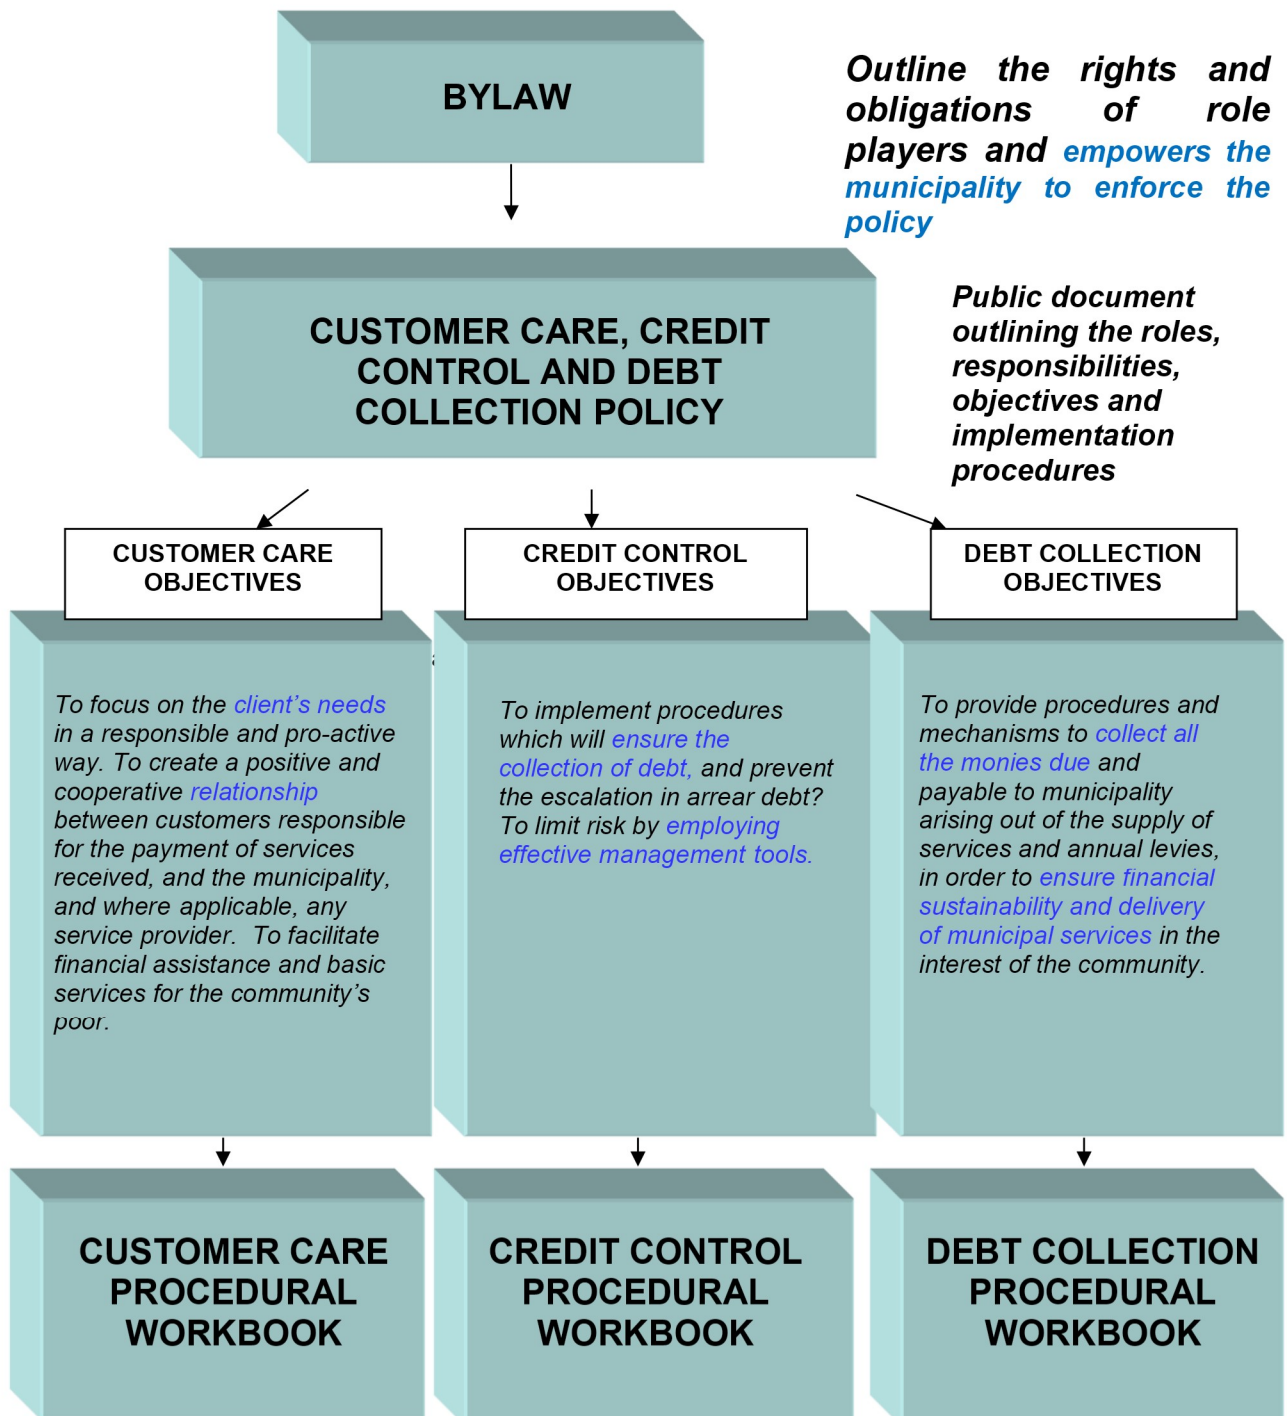 BYLAW
Outline the rights and
obligations of role
players and empowers the
municipality to enforce the
policy
CUSTOMER CARE, CREDIT
CONTROL AND DEBT
COLLECTION POLICY
Public document
outlining the roles,
responsibilities,
objectives and
implementation
procedures
CUSTOMER CARE
OBJECTIVES
To focus on the client’s needs
in a responsible and pro-active
way. To create a positive and
cooperative relationship
between customers responsible
for the payment of services
received, and the municipality,
and where applicable, any
service provider.  To facilitate
financial assistance and basic
services for the community’s
poor.
CREDIT CONTROL
OBJECTIVES
To implement procedures
which will ensure the
collection of debt, and prevent
the escalation in arrear debt?
To limit risk by employing
effective management tools.
DEBT COLLECTION
OBJECTIVES
To provide procedures and
mechanisms to collect all
the monies due and
payable to municipality
arising out of the supply of
services and annual levies,
in order to ensure financial
sustainability and delivery
of municipal services in the
interest of the community.
CUSTOMER CARE
PROCEDURAL
WORKBOOK
CREDIT CONTROL
PROCEDURAL
WORKBOOK
DEBT COLLECTION
PROCEDURAL
WORKBOOK